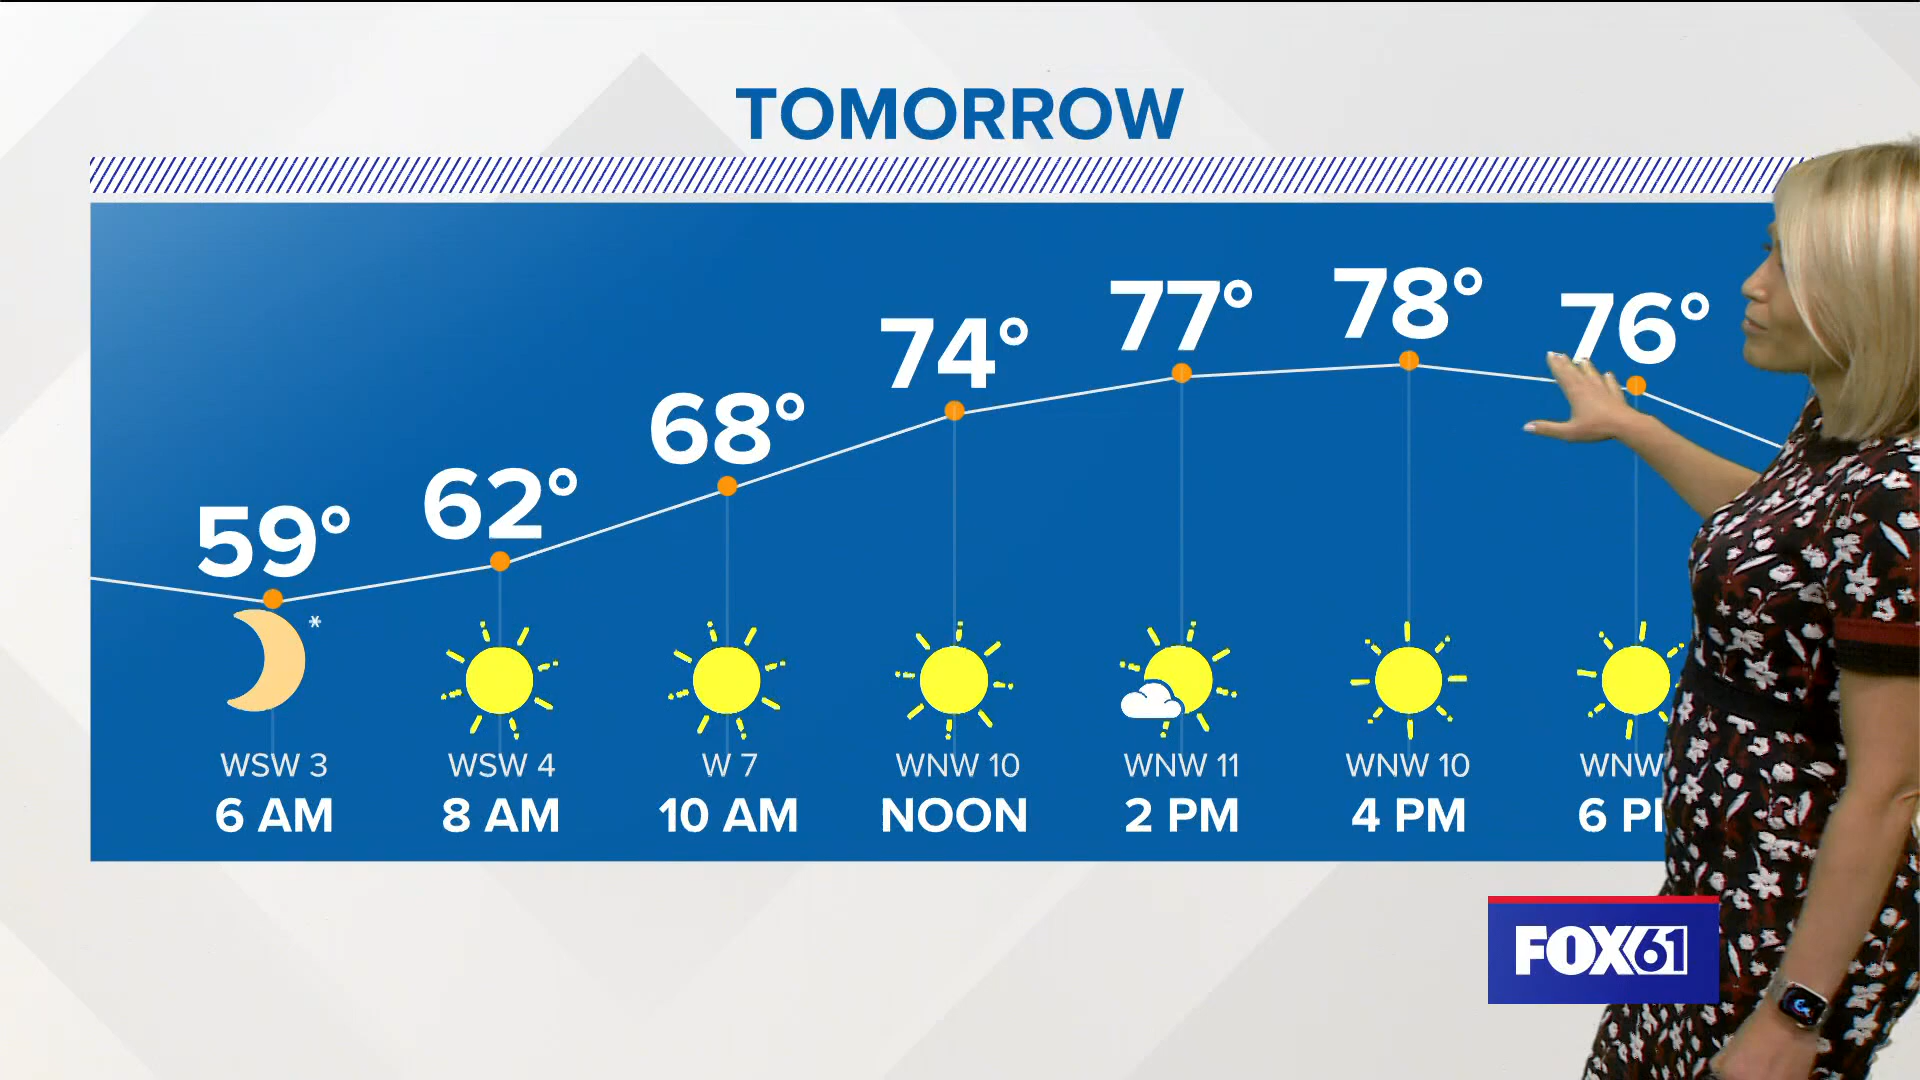 TOMORROW
59° 62° 68° 74° 77° 78° 76°
WSW 3 WSW 4 W 7 WNW 10 WNW 11 WNW 10 WNW
6 AM 8 AM 10 AM NOON 2 PM 4 PM 6
FOX61